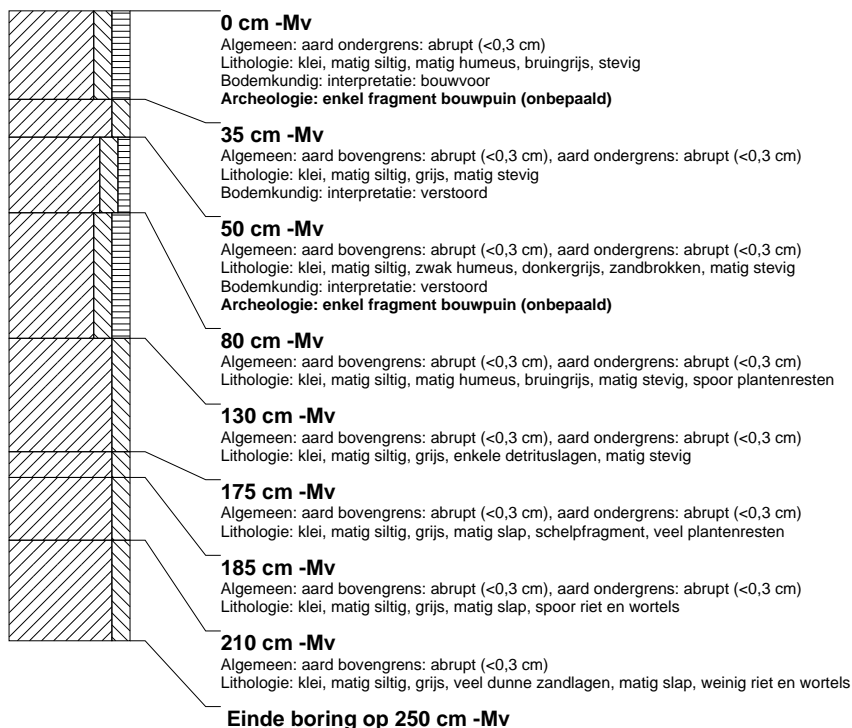 0 cm -Mv
Algemeen: aard ondergrens: abrupt (<0,3 cm)
Lithologie: klei, matig siltig, matig humeus, bruingrijs, stevig
Bodemkundig: interpretatie: bouwvoor
Archeologie: enkel fragment bouwpuin (onbepaald)
35 cm -Mv
Algemeen: aard bovengrens: abrupt (<0,3 cm), aard ondergrens: abrupt (<0,3 cm)
Lithologie: klei, matig siltig, grijs, matig stevig
Bodemkundig: interpretatie: verstoord
50 cm -Mv
Algemeen: aard bovengrens: abrupt (<0,3 cm), aard ondergrens: abrupt (<0,3 cm)
Lithologie: klei, matig siltig, zwak humeus, donkergrijs, zandbrokken, matig stevig
Bodemkundig: interpretatie: verstoord
Archeologie: enkel fragment bouwpuin (onbepaald)
80 cm -Mv
Algemeen: aard bovengrens: abrupt (<0,3 cm), aard ondergrens: abrupt (<0,3 cm)
Lithologie: klei, matig siltig, matig humeus, bruingrijs, matig stevig, spoor plantenresten
130 cm -Mv
Algemeen: aard bovengrens: abrupt (<0,3 cm), aard ondergrens: abrupt (<0,3 cm)
Lithologie: klei, matig siltig, grijs, enkele detrituslagen, matig stevig
175 cm -Mv
Algemeen: aard bovengrens: abrupt (<0,3 cm), aard ondergrens: abrupt (<0,3 cm)
Lithologie: klei, matig siltig, grijs, matig slap, schelpfragment, veel plantenresten
185 cm -Mv
Algemeen: aard bovengrens: abrupt (<0,3 cm), aard ondergrens: abrupt (<0,3 cm)
Lithologie: klei, matig siltig, grijs, matig slap, spoor riet en wortels
210 cm -Mv
Algemeen: aard bovengrens: abrupt (<0,3 cm)
Lithologie: klei, matig siltig, grijs, veel dunne zandlagen, matig slap, weinig riet en wortels
Einde boring op 250 cm -Mv